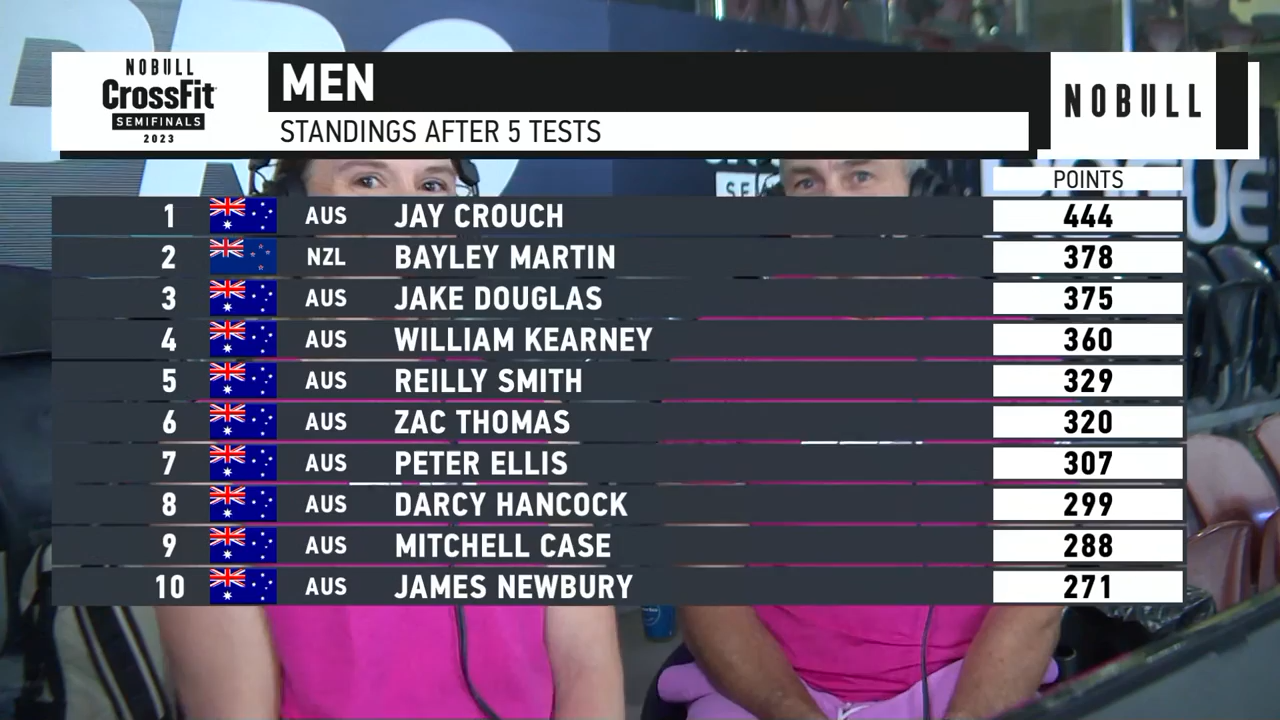 NOBULL
CrossFit
SEMIFINALS
2023
MEN
STANDINGS AFTER 5 TESTS
NOBULL
POINTS
1 AUS JAY CROUCH 444
2 NZL BAYLEY MARTIN 378
3 AUS JAKE DOUGLAS 375
4 AUS WILLIAM KEARNEY 360
5 AUS REILLY SMITH 329
6 AUS ZAC THOMAS 320
7 AUS PETER ELLIS 307
8 AUS DARCY HANCOCK 299
9 AUS MITCHELL CASE 288
10 AUS JAMES NEWBURY 271